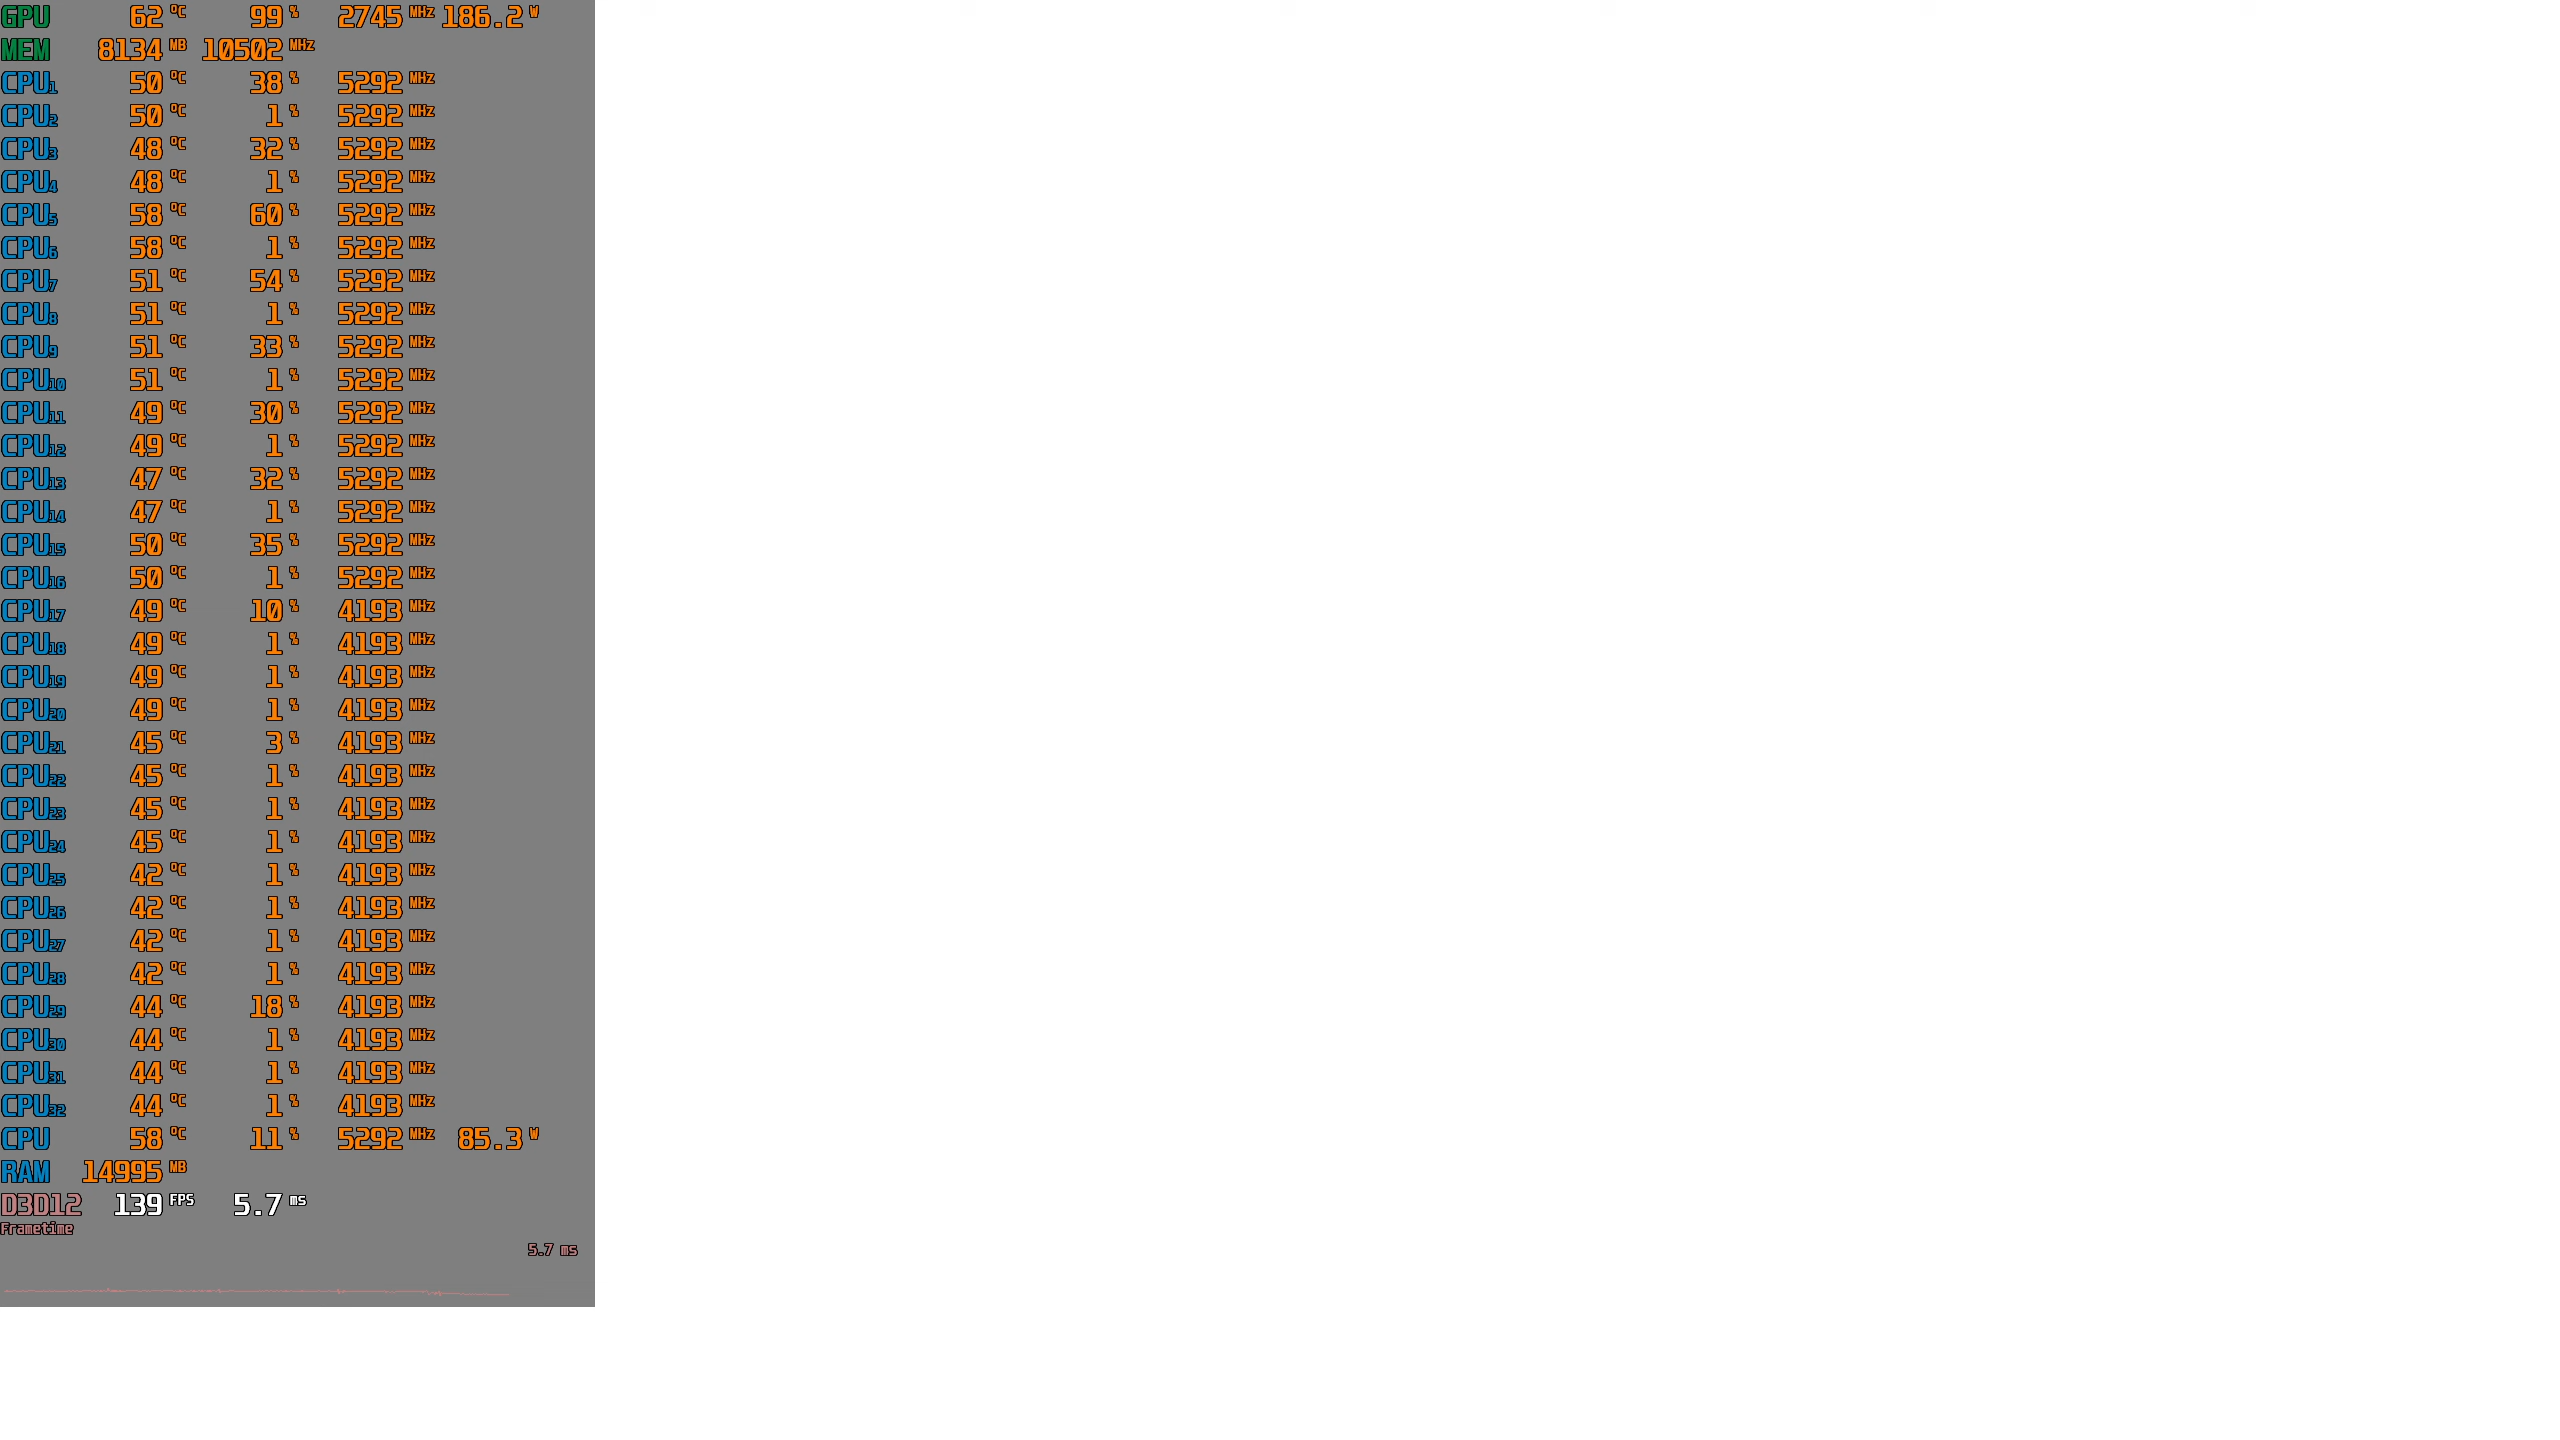 GPU 62 °C 99 % 2745 MHz 186.2 W
MEM 8134 MB 10502 MHz
CPU1 50 °C 38 % 5292 MHz
CPU2 50 °C 1 % 5292 MHz
CPU3 48 °C 32 % 5292 MHz
CPU4 48 °C 1 % 5292 MHz
CPU5 58 °C 60 % 5292 MHz
CPU6 58 °C 1 % 5292 MHz
CPU7 51 °C 54 % 5292 MHz
CPU8 51 °C 1 % 5292 MHz
CPU9 51 °C 33 % 5292 MHz
CPU10 51 °C 1 % 5292 MHz
CPU11 49 °C 30 % 5292 MHz
CPU12 49 °C 1 % 5292 MHz
CPU13 47 °C 32 % 5292 MHz
CPU14 47 °C 1 % 5292 MHz
CPU15 50 °C 35 % 5292 MHz
CPU16 50 °C 1 % 5292 MHz
CPU17 49 °C 10 % 4193 MHz
CPU18 49 °C 1 % 4193 MHz
CPU19 49 °C 1 % 4193 MHz
CPU20 49 °C 1 % 4193 MHz
CPU21 45 °C 3 % 4193 MHz
CPU22 45 °C 1 % 4193 MHz
CPU23 45 °C 1 % 4193 MHz
CPU24 45 °C 1 % 4193 MHz
CPU25 42 °C 1 % 4193 MHz
CPU26 42 °C 1 % 4193 MHz
CPU27 42 °C 1 % 4193 MHz
CPU28 42 °C 1 % 4193 MHz
CPU29 44 °C 18 % 4193 MHz
CPU30 44 °C 1 % 4193 MHz
CPU31 44 °C 1 % 4193 MHz
CPU32 44 °C 1 % 4193 MHz
CPU 58 °C 11 % 5292 MHz 85.3 W
RAM 14995 MB
D3D12 139 FPS 5.7 ms
Frametime
5.7 ms